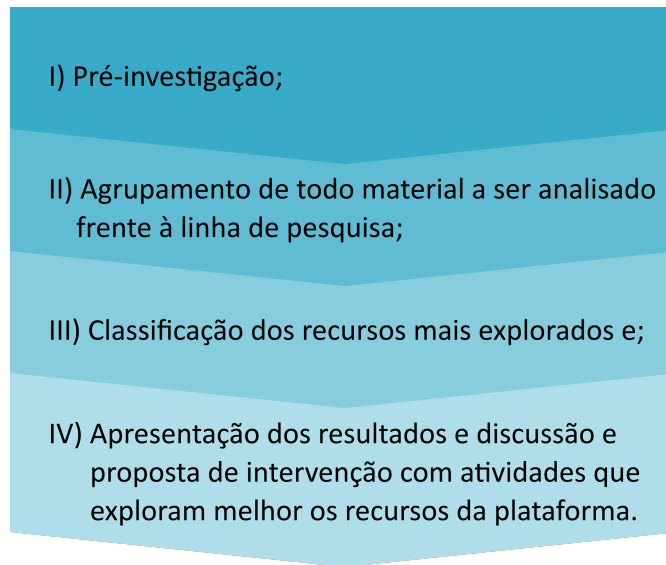 I) Pré-investigação;
II) Agrupamento de todo material a ser analisado
frente à linha de pesquisa;
III) Classificação dos recursos mais explorados e;
IV) Apresentação dos resultados e discussão e
proposta de intervenção com atividades que
exploram melhor os recursos da plataforma.